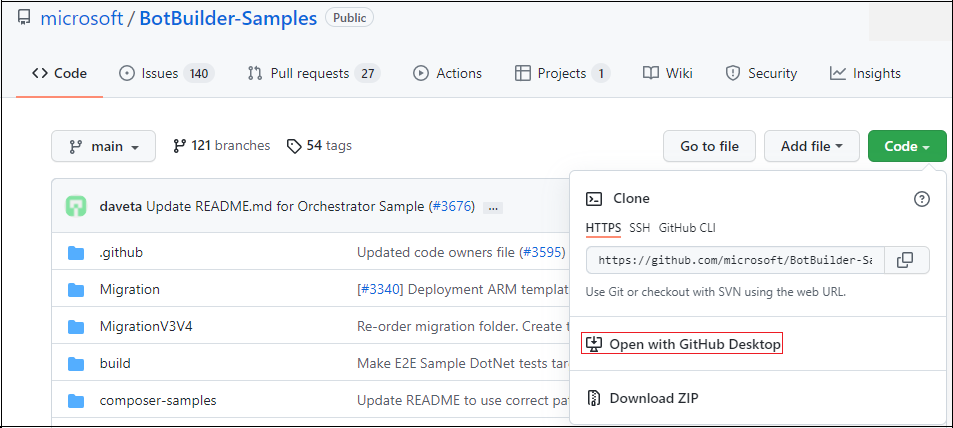 microsoft / BotBuilder-Samples Public
Code Issues 140 Pull requests 27 Actions Projects 1 Wiki Security Insights
main 121 branches 54 tags Go to file Add file Code
daveta Update README.md for Orchestrator Sample (#3676) ...
.github Updated code owners file (#3595)
Migration [#3340] Deployment ARM templat
MigrationV3V4 Re-order migration folder. Create t
build Make E2E Sample DotNet tests tar
composer-samples Update README to use correct pa
Clone
HTTPS SSH GitHub CLI
https://github.com/microsoft/BotBuilder-Sa
Use Git or checkout with SVN using the web URL.
Open with GitHub Desktop
Download ZIP